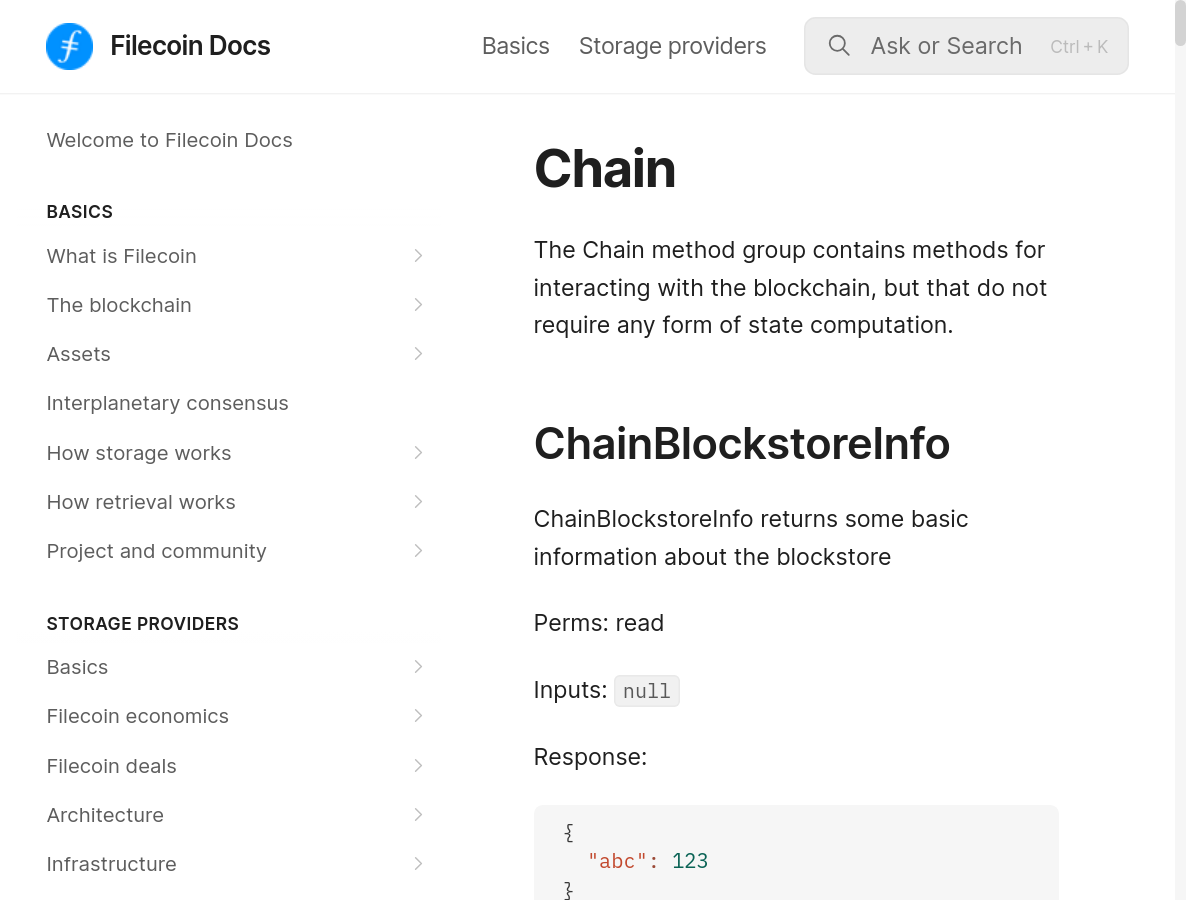 Filecoin Docs
Basics
Storage providers
Ask or Search
Ctrl + K
Welcome to Filecoin Docs
BASICS
What is Filecoin
The blockchain
Assets
Interplanetary consensus
How storage works
How retrieval works
Project and community
STORAGE PROVIDERS
Basics
Filecoin economics
Filecoin deals
Architecture
Infrastructure
Chain
The Chain method group contains methods for
interacting with the blockchain, but that do not
require any form of state computation.
ChainBlockstoreInfo
ChainBlockstoreInfo returns some basic
information about the blockstore
Perms: read
Inputs: null
Response:
{
"abc": 123
}